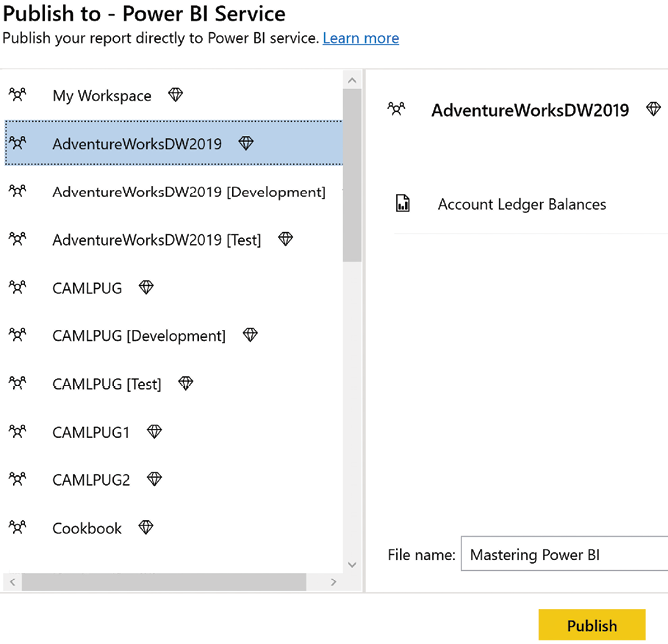 Publish to - Power BI Service
Publish your report directly to Power BI service. Learn more
My Workspace
AdventureWorksDW2019
AdventureWorksDW2019 [Development]
AdventureWorksDW2019 [Test]
CAMLPUG
CAMLPUG [Development]
CAMLPUG [Test]
CAMLPUG1
CAMLPUG2
Cookbook
AdventureWorksDW2019
Account Ledger Balances
File name: Mastering Power BI
Publish